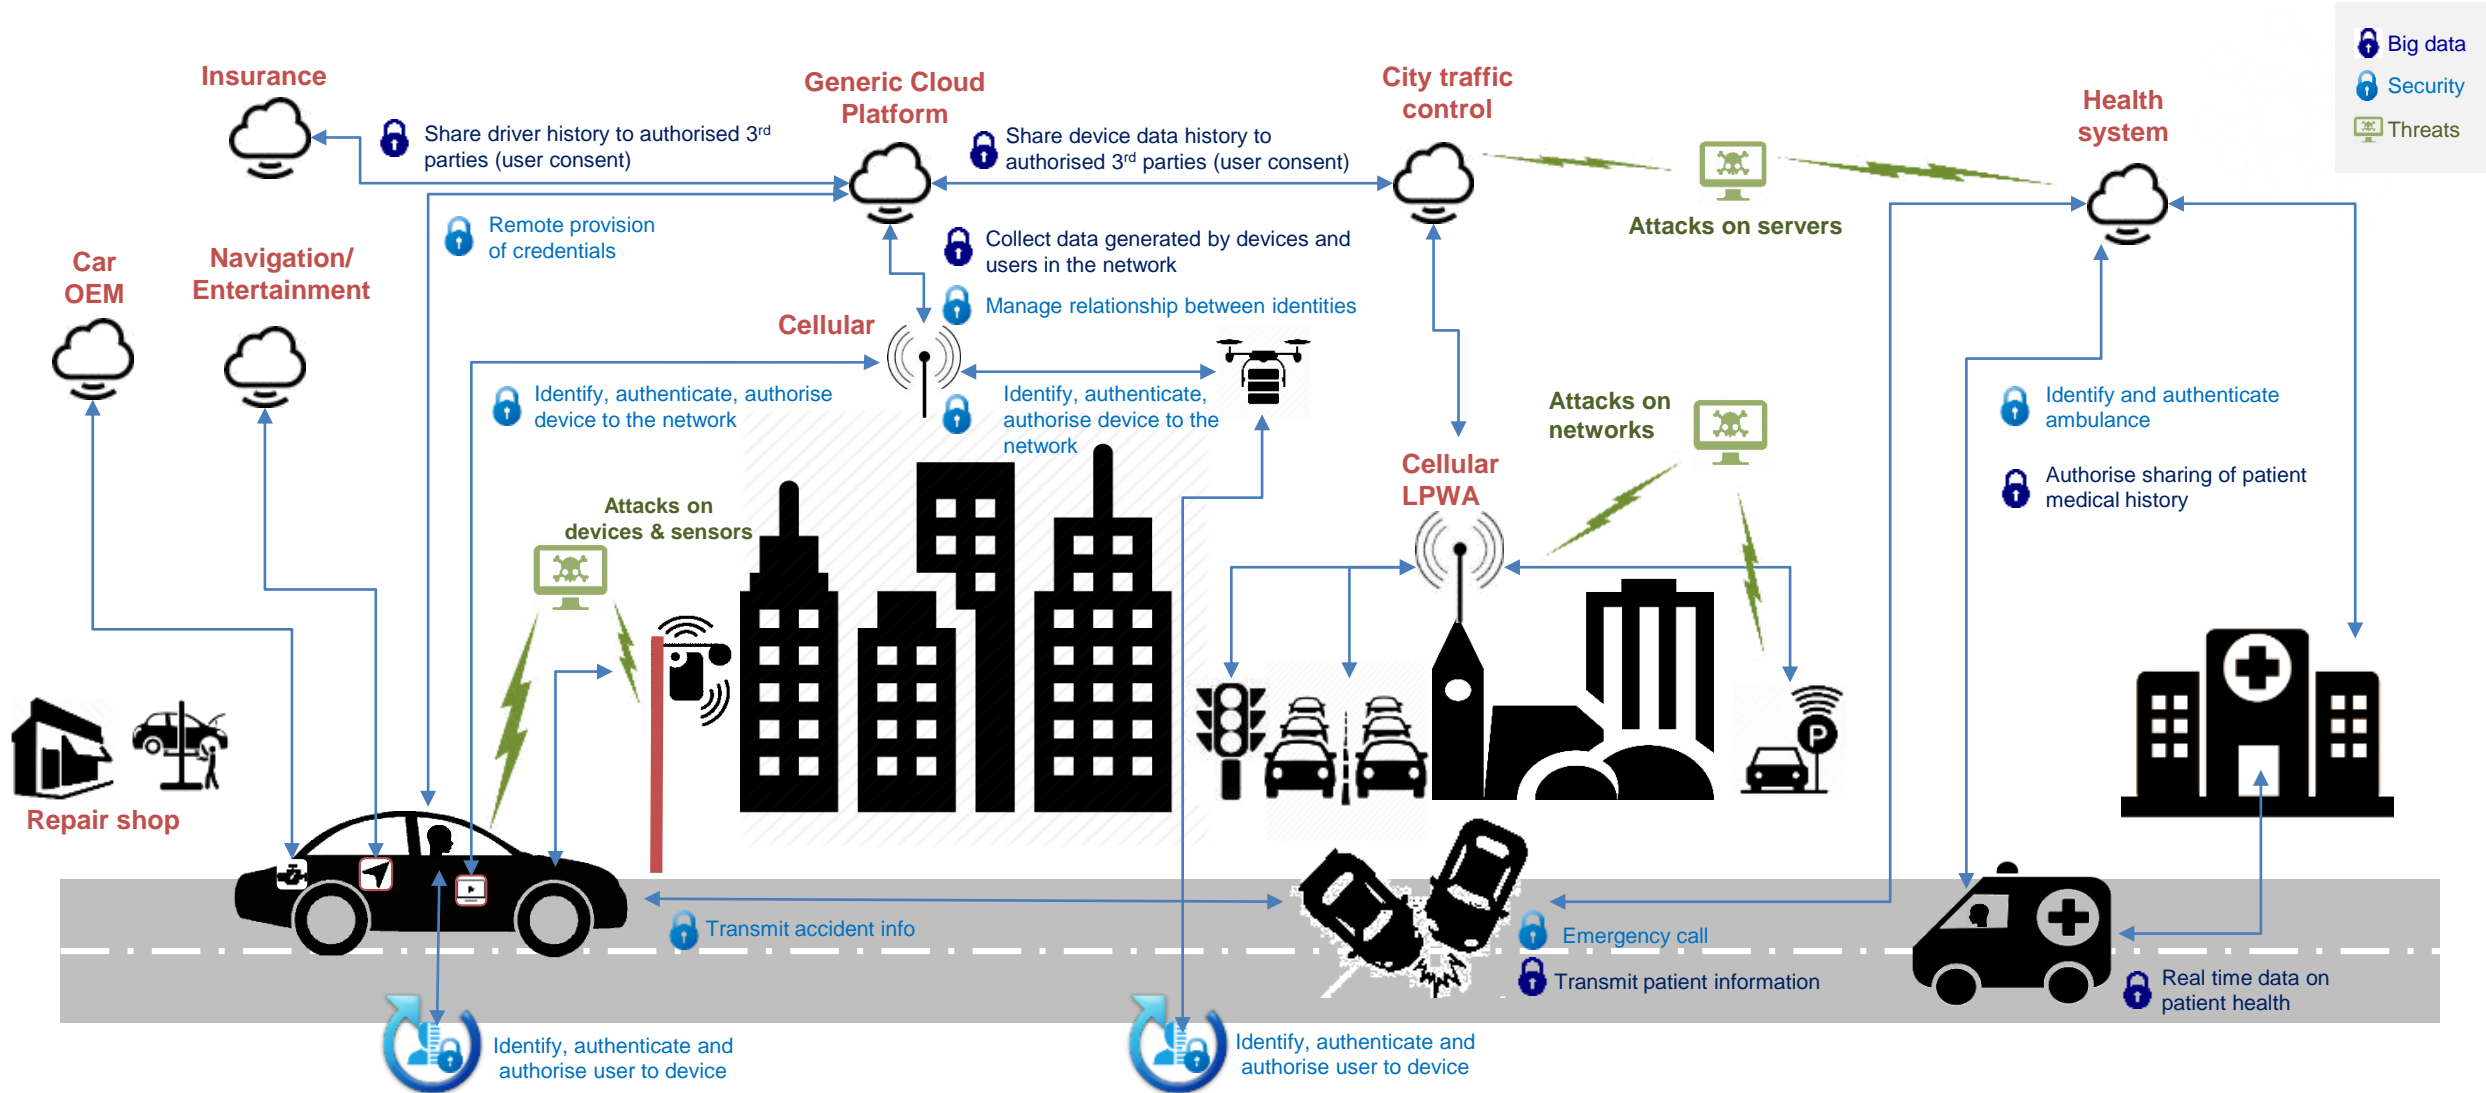 Big data
Security
Threats
Insurance
Generic Cloud
Platform
City traffic
control
Health
system
Share driver history to authorised 3rd
parties (user consent)
Share device data history to
authorised 3rd parties (user consent)
Attacks on servers
Remote provision
of credentials
Collect data generated by devices and
users in the network
Manage relationship between identities
Car
OEM
Navigation/
Entertainment
Cellular
Identify, authenticate, authorise
device to the network
Identify, authenticate,
authorise device to the
network
Attacks on
networks
Identify and authenticate
ambulance
Cellular
LPWA
Authorise sharing of patient
medical history
Attacks on
devices & sensors
P
Repair shop
Transmit accident info
Emergency call
Transmit patient information
Real time data on
patient health
Identify, authenticate and
authorise user to device
Identify, authenticate and
authorise user to device